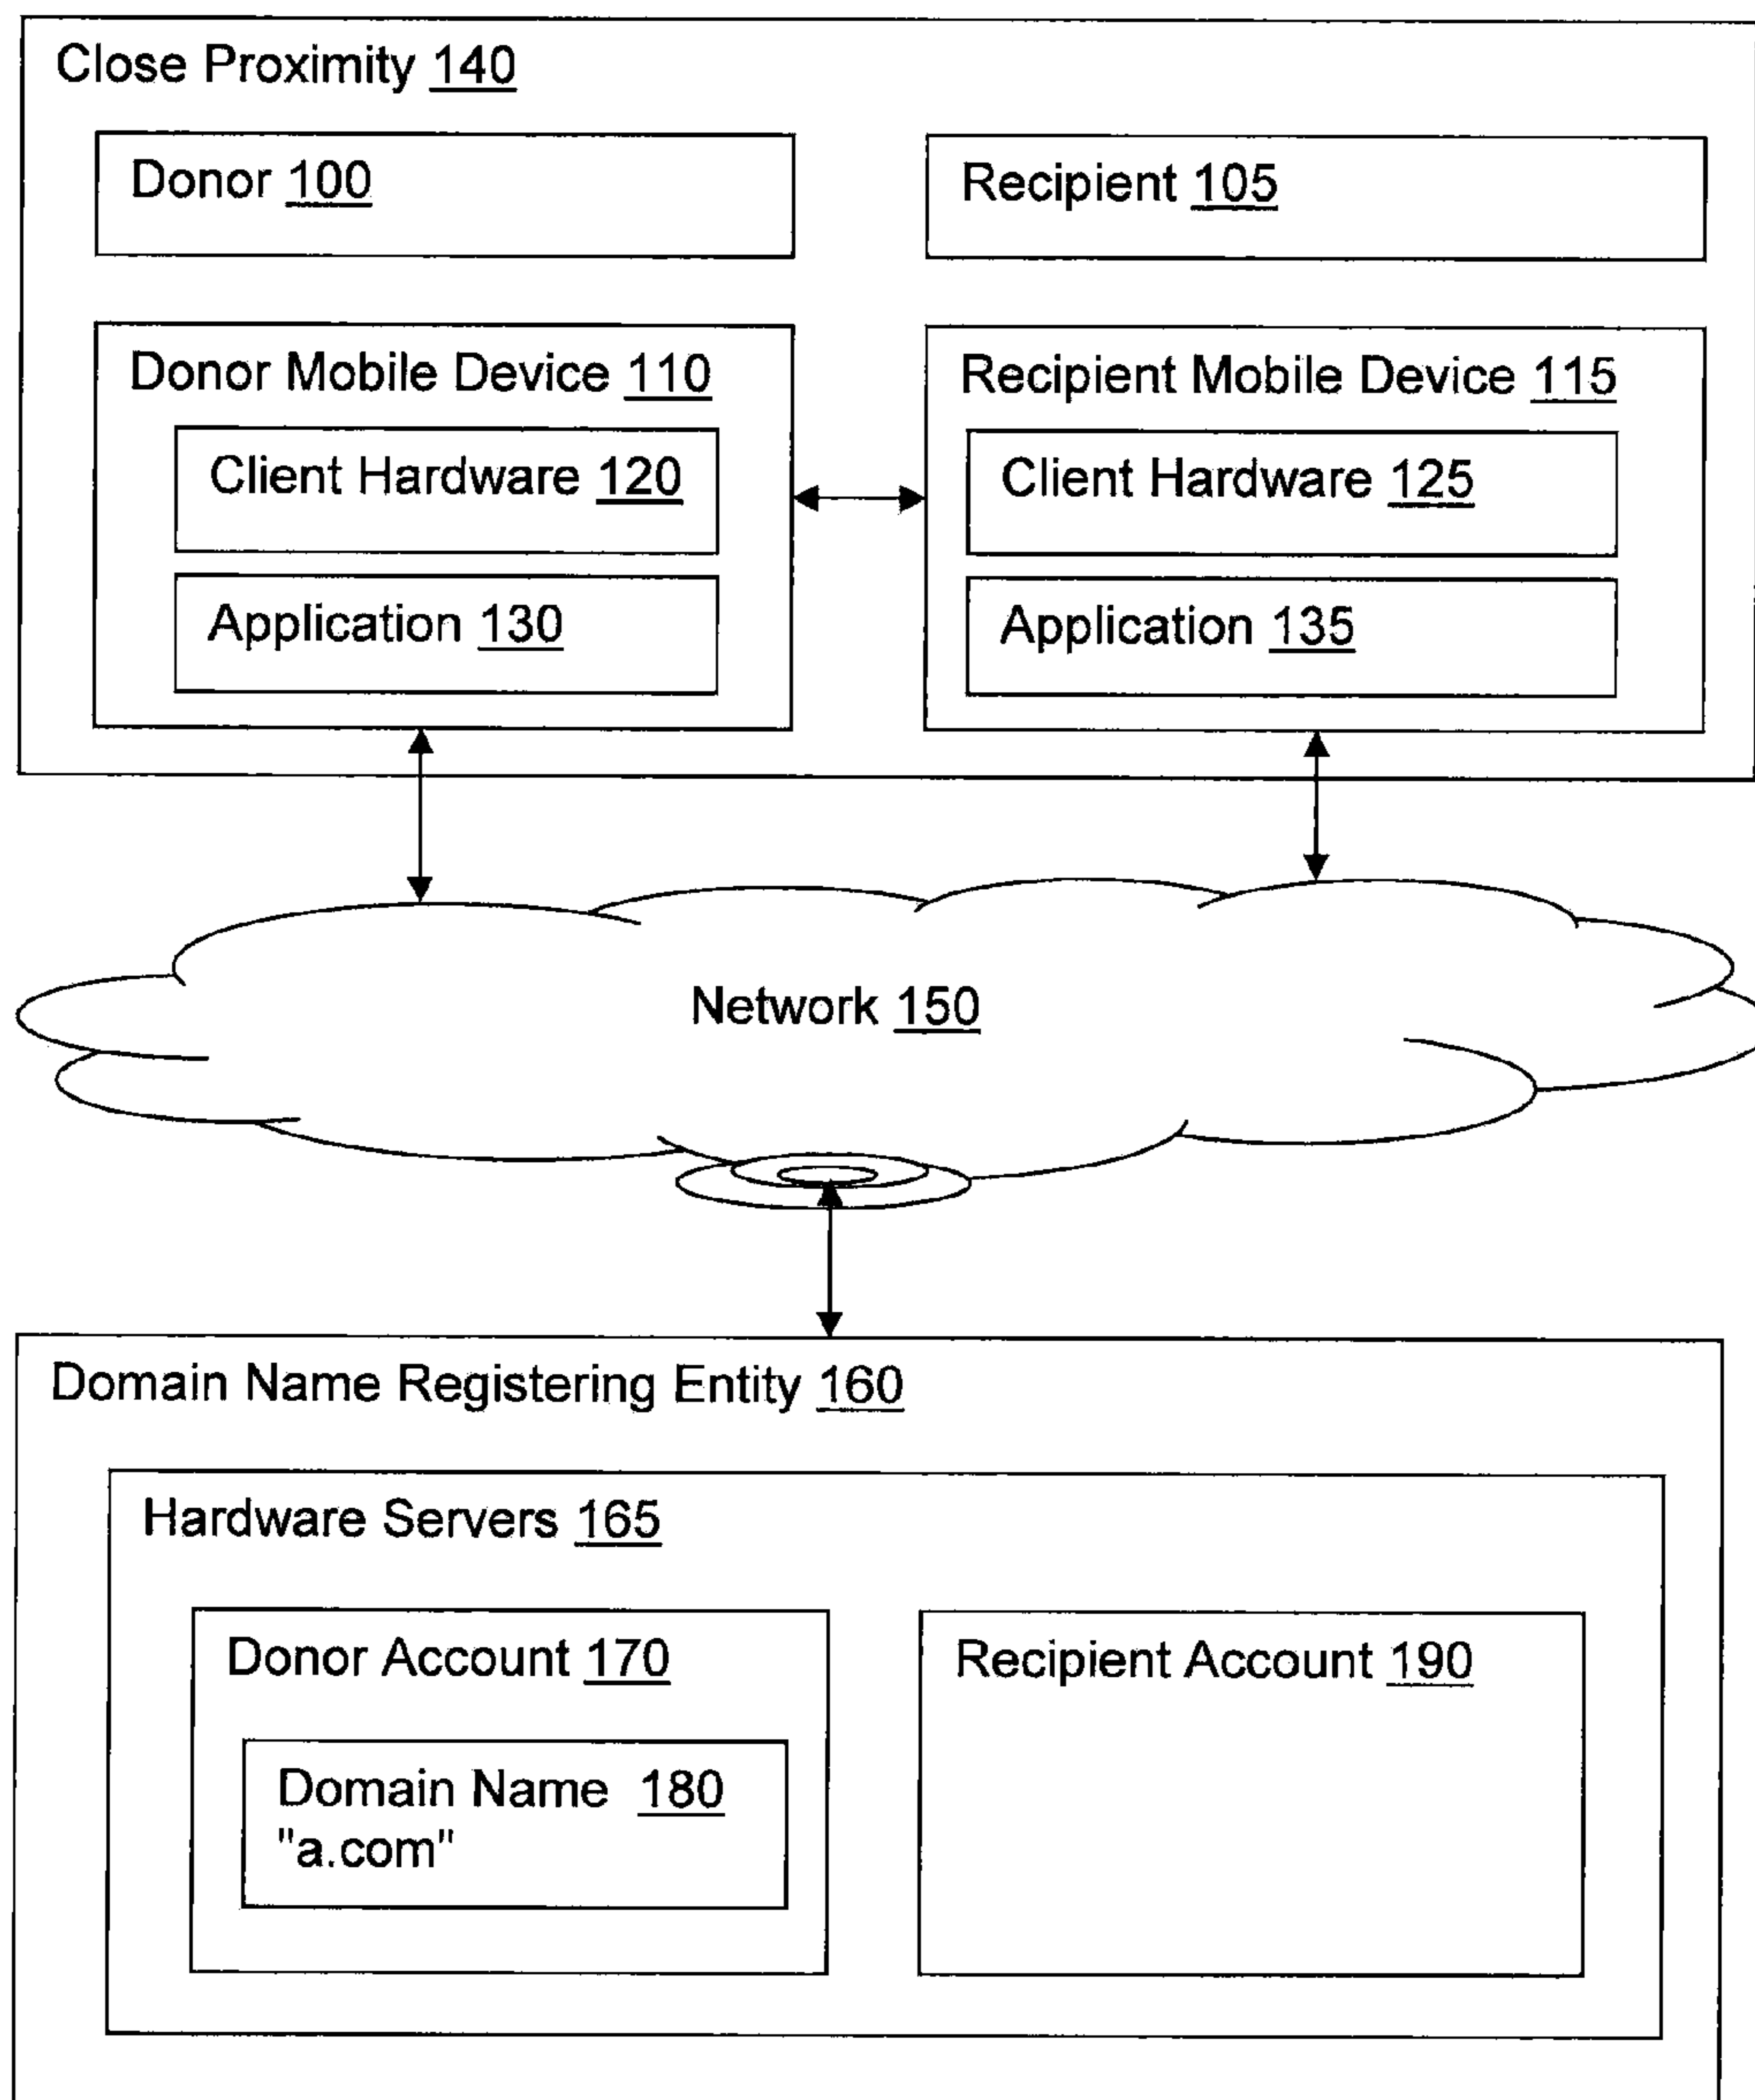 Close Proximity 140
Donor 100
Recipient 105
Donor Mobile Device 110
Client Hardware 120
Application 130
Recipient Mobile Device 115
Client Hardware 125
Application 135
Network 150
Domain Name Registering Entity 160
Hardware Servers 165
Donor Account 170
Domain Name 180
"a.com"
Recipient Account 190